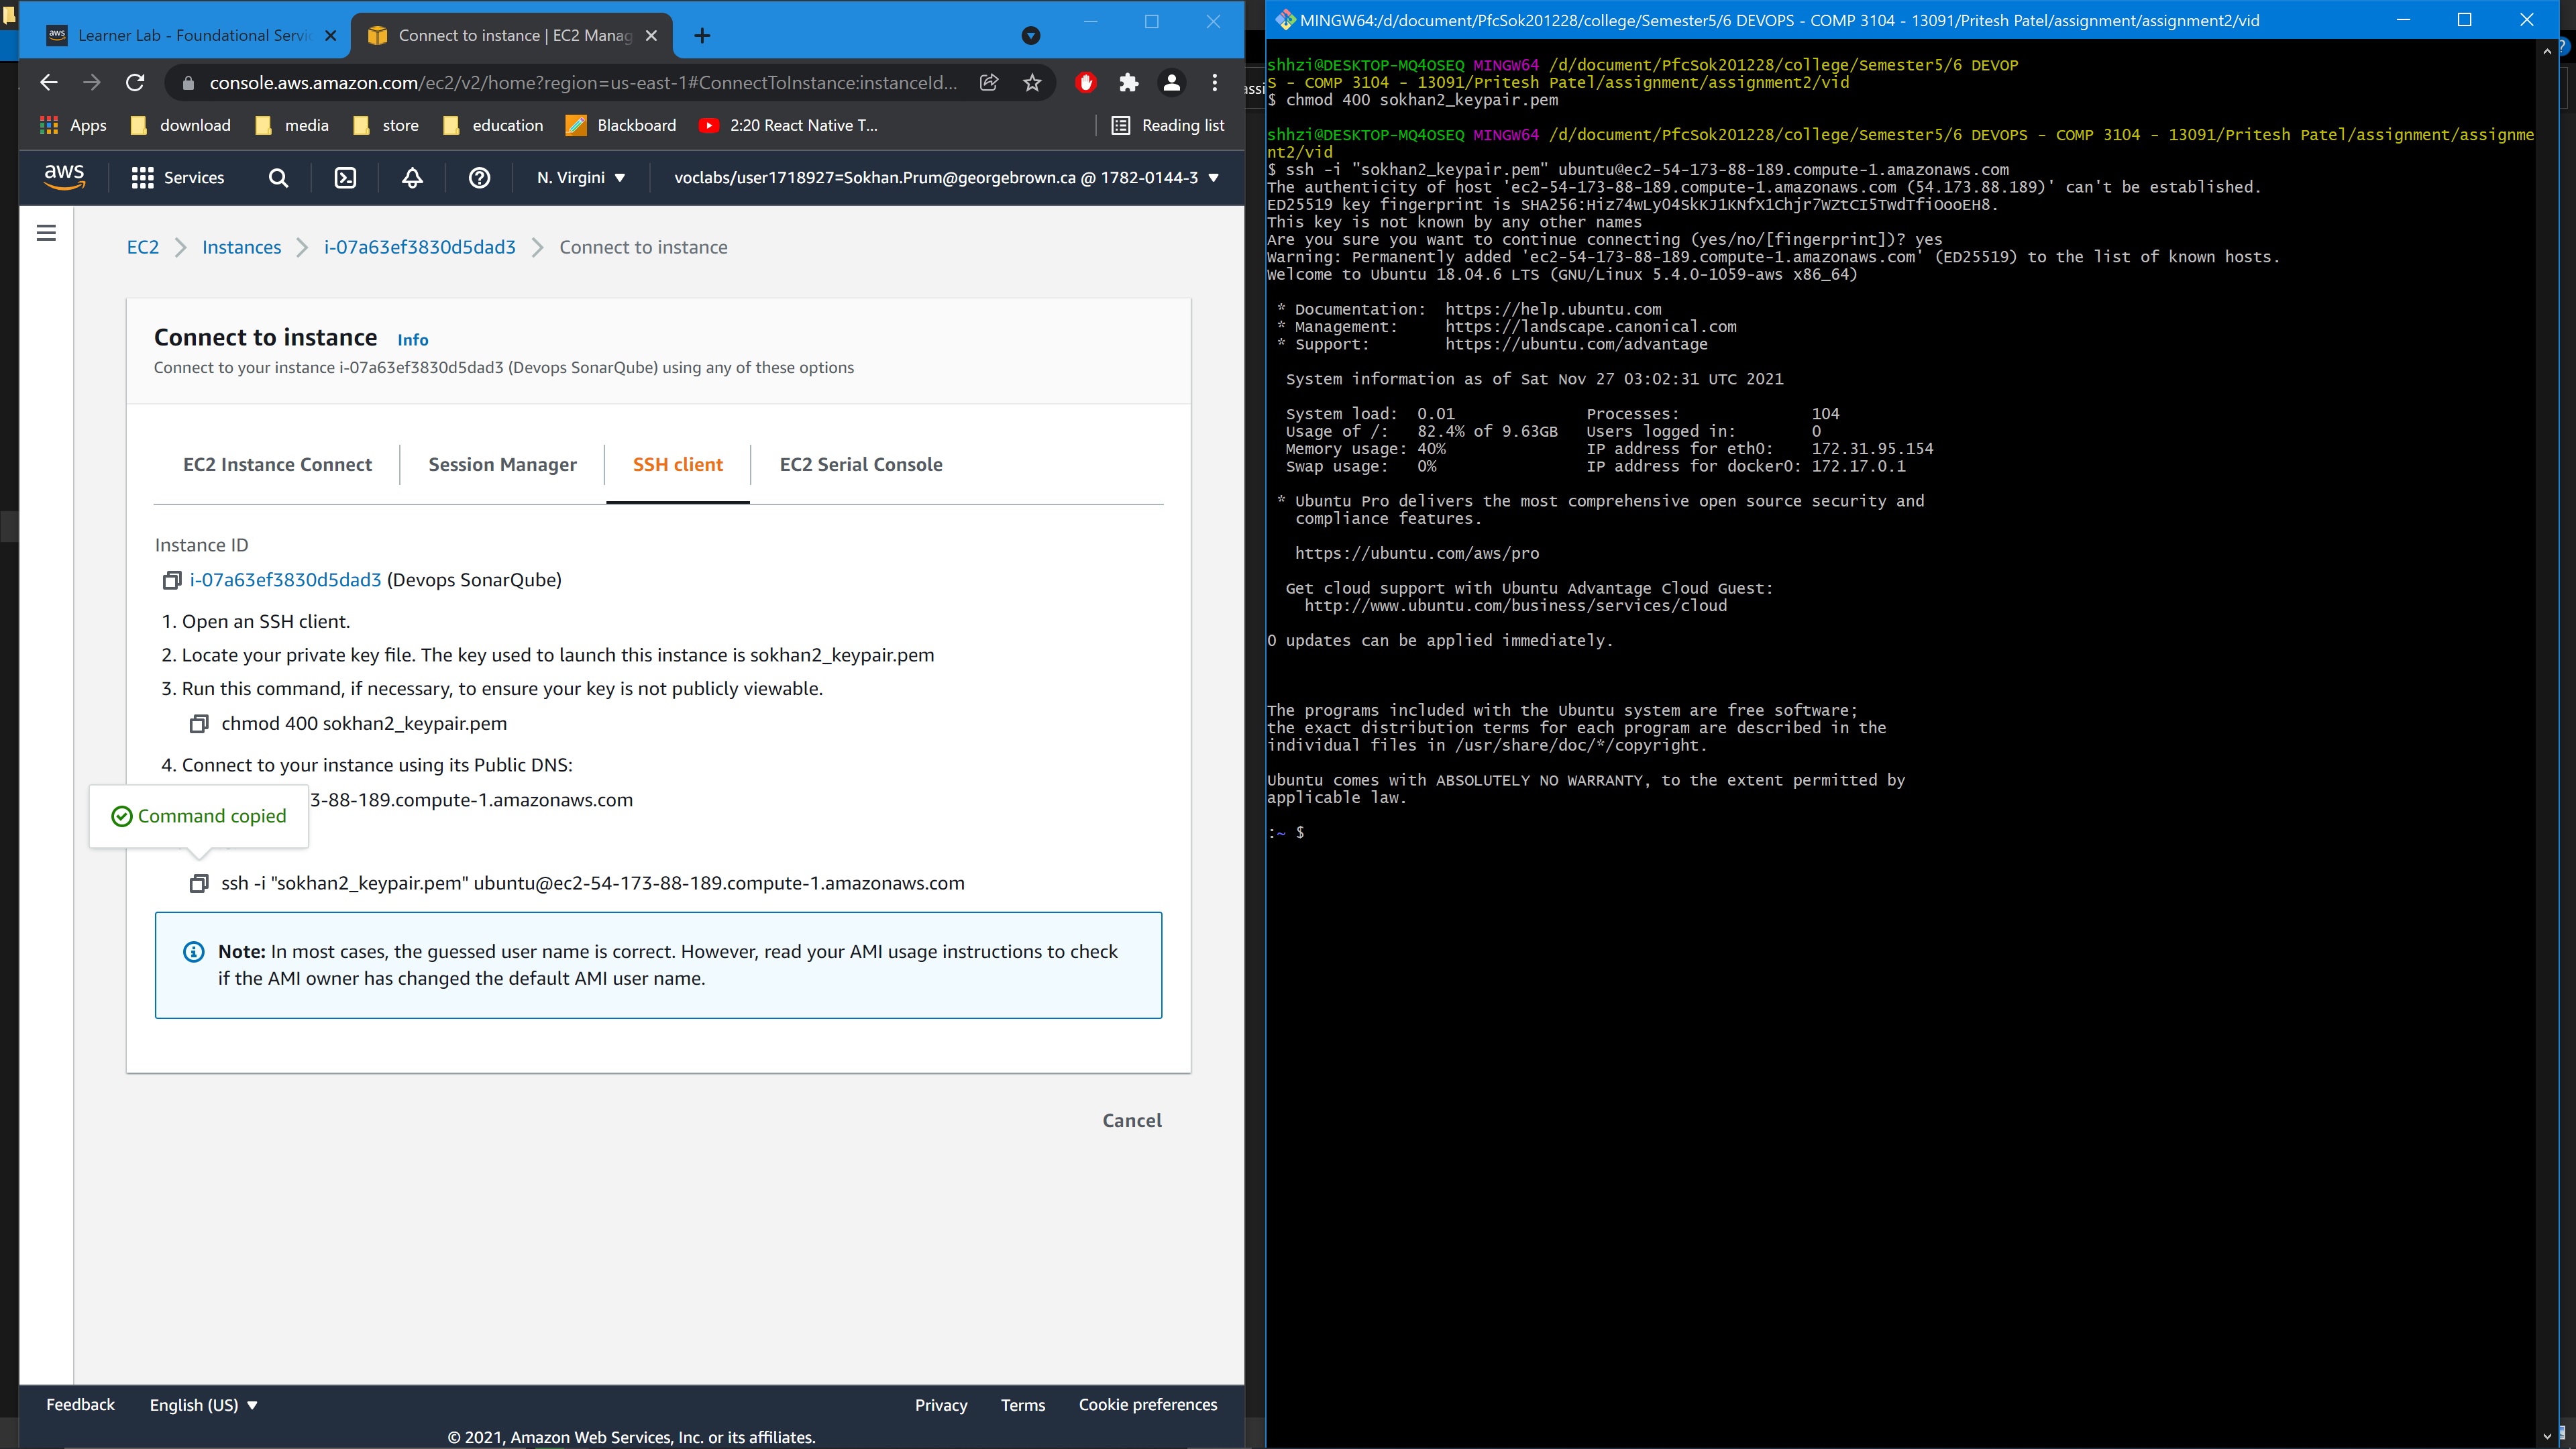 Learner Lab - Foundational Servic
Connect to instance | EC2 Manag
console.aws.amazon.com/ec2/v2/home?region=us-east-1#ConnectToInstance:instanceId...
Apps
download
media
store
education
Blackboard
2:20 React Native T...
Reading list
aws
Services
N. Virgini
voclabs/user1718927=Sokhan.Prum@georgebrown.ca @ 1782-0144-3
EC2 > Instances > i-07a63ef3830d5dad3 > Connect to instance
Connect to instance Info
Connect to your instance i-07a63ef3830d5dad3 (Devops SonarQube) using any of these options
EC2 Instance Connect
Session Manager
SSH client
EC2 Serial Console
Instance ID
i-07a63ef3830d5dad3 (Devops SonarQube)
1. Open an SSH client.
2. Locate your private key file. The key used to launch this instance is sokhan2_keypair.pem
3. Run this command, if necessary, to ensure your key is not publicly viewable.
chmod 400 sokhan2_keypair.pem
4. Connect to your instance using its Public DNS:
3-88-189.compute-1.amazonaws.com
Command copied
ssh -i "sokhan2_keypair.pem" ubuntu@ec2-54-173-88-189.compute-1.amazonaws.com
Note: In most cases, the guessed user name is correct. However, read your AMI usage instructions to check
if the AMI owner has changed the default AMI user name.
Cancel
Feedback
English (US)
Privacy
Terms
Cookie preferences
© 2021, Amazon Web Services, Inc. or its affiliates.
MINGW64:/d/document/PfcSok201228/college/Semester5/6 DEVOPS - COMP 3104 - 13091/Pritesh Patel/assignment/assignment2/vid
shhzi@DESKTOP-MQ4OSEQ MINGW64 /d/document/PfcSok201228/college/Semester5/6 DEVOP
S - COMP 3104 - 13091/Pritesh Patel/assignment/assignment2/vid
$ chmod 400 sokhan2_keypair.pem
shhzi@DESKTOP-MQ4OSEQ MINGW64 /d/document/PfcSok201228/college/Semester5/6 DEVOPS - COMP 3104 - 13091/Pritesh Patel/assignment/assignme
nt2/vid
$ ssh -i "sokhan2_keypair.pem" ubuntu@ec2-54-173-88-189.compute-1.amazonaws.com
The authenticity of host 'ec2-54-173-88-189.compute-1.amazonaws.com (54.173.88.189)' can't be established.
ED25519 key fingerprint is SHA256:Hiz74wLyO4SkKJ1KNfX1Chjr7WZtCI5TwdTfiOooEH8.
This key is not known by any other names
Are you sure you want to continue connecting (yes/no/[fingerprint])? yes
Warning: Permanently added 'ec2-54-173-88-189.compute-1.amazonaws.com' (ED25519) to the list of known hosts.
Welcome to Ubuntu 18.04.6 LTS (GNU/Linux 5.4.0-1059-aws x86_64)
* Documentation: https://help.ubuntu.com
* Management: https://landscape.canonical.com
* Support: https://ubuntu.com/advantage
System information as of Sat Nov 27 03:02:31 UTC 2021
System load: 0.01 Processes: 104
Usage of /: 82.4% of 9.63GB Users logged in: 0
Memory usage: 40% IP address for eth0: 172.31.95.154
Swap usage: 0% IP address for docker0: 172.17.0.1
* Ubuntu Pro delivers the most comprehensive open source security and
compliance features.
https://ubuntu.com/aws/pro
Get cloud support with Ubuntu Advantage Cloud Guest:
http://www.ubuntu.com/business/services/cloud
0 updates can be applied immediately.
The programs included with the Ubuntu system are free software;
the exact distribution terms for each program are described in the
individual files in /usr/share/doc/*/copyright.
Ubuntu comes with ABSOLUTELY NO WARRANTY, to the extent permitted by
applicable law.
:~ $